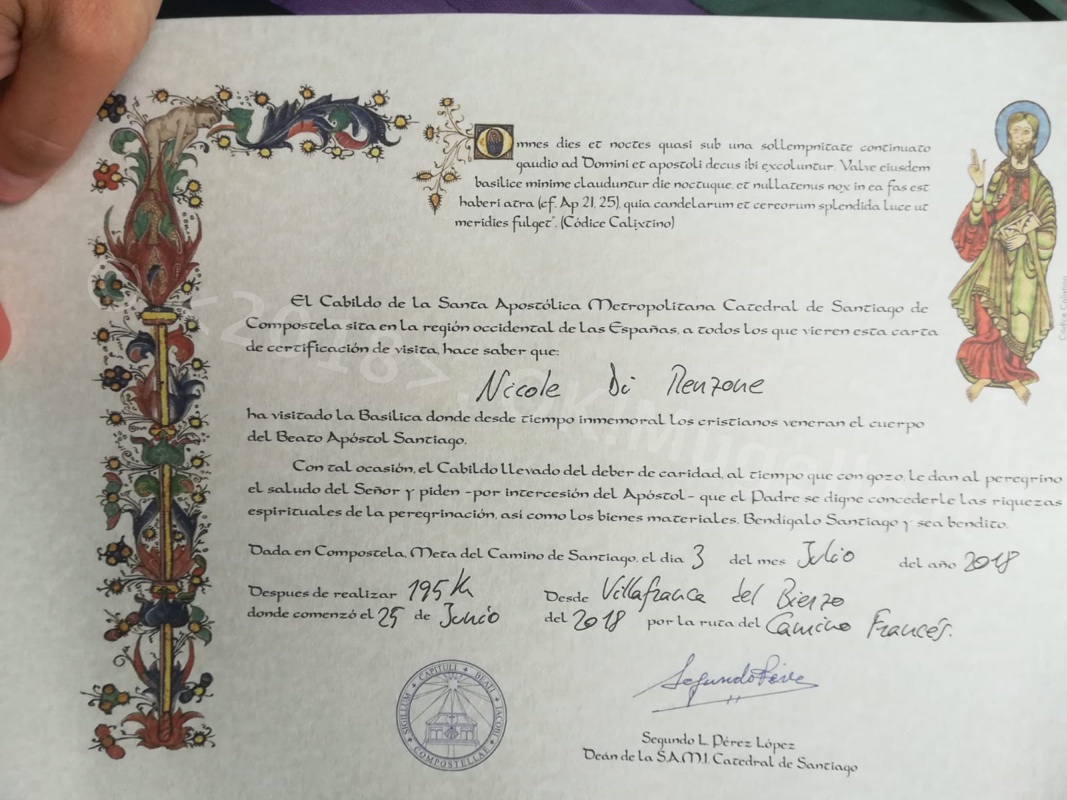 Omnes dies et noctes quasi sub una sollempnitate continuato
gaudio ad Domini et apostoli decus ibi excoluntur. Valve eiusdem
basilice minime clauduntur die noctuque, et nullatenus nox in ea fas est
haberi atra (cf. Ap 21, 25), quia candelarum et cereorum splendida luce ut
meridies fulget". (Códice Calixtino)
El Cabildo de la Santa Apostólica Metropolitana Catedral de Santiago de
Compostela sita en la región occidental de las Españas, a todos los que vieren esta carta
de certificación de visita, hace saber que:
Nicole Di Renzone
ha visitado la Basílica donde desde tiempo inmemorial los cristianos veneran el cuerpo
del Beato Apóstol Santiago.
Con tal ocasión, el Cabildo llevado del deber de caridad, al tiempo que con gozo le dan al peregrino
el saludo del Señor y piden -por intercesión del Apóstol- que el Padre se digne concederle las riquezas
espirituales de la peregrinación, así como los bienes materiales. Bendígalo Santiago y sea bendito.
Dada en Compostela, Meta del Camino de Santiago, el día 3 del mes Julio del año 2018
Despues de realizar 195 Km Desde Villafranca del Bierzo
donde comenzó el 25 de Junio del 2018 por la ruta del Camino Francés.
SIGILLUM CAPITULI BEATI JACOBI COMPOSTELLAE
Segundo L. Pérez López
Deán de la S.A.M.I. Catedral de Santiago